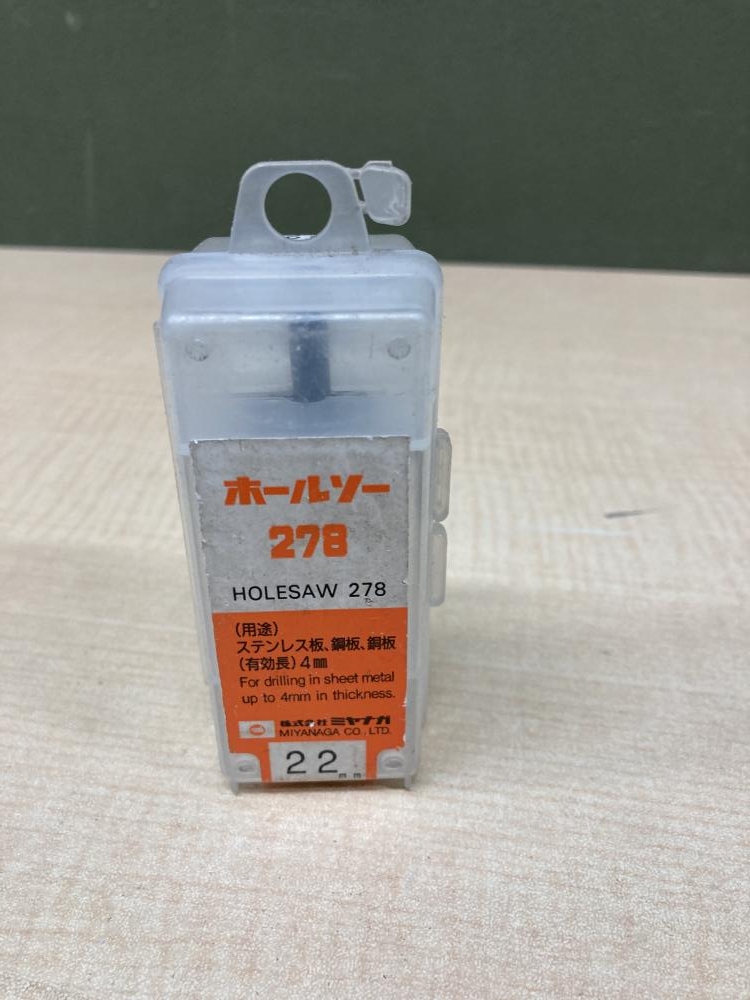 ホールソー
278
HOLESAW 278
(用途)
ステンレス板、鋼板、銅板
(有効長)4㎜
For drilling in sheet metal
up to 4mm in thickness.
株式会社 ミヤナガ
MIYANAGA CO., LTD.
22